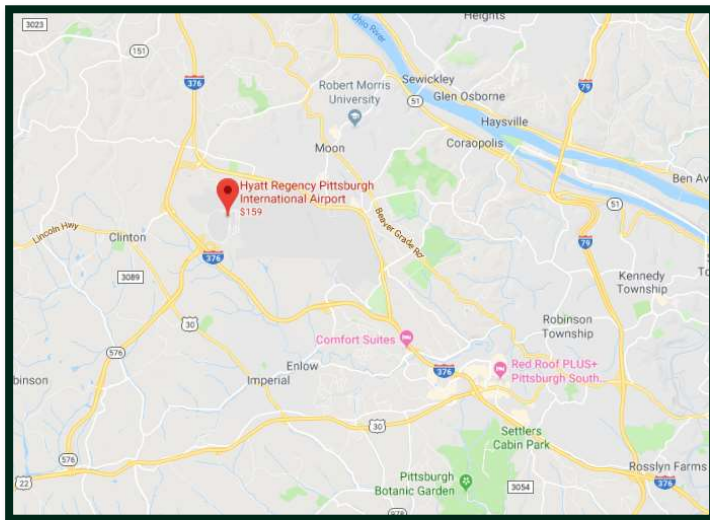 3023
Heights
Ohio River
151
376
Robert Morris
University
Sewickley
79
51
Glen Osborne
Haysville
Moon
Coraopolis
Ben Av
Hyatt Regency Pittsburgh
International Airport
$159
51
Beaver Grade Rd
Lincoln Hwy
Clinton
79
376
3089
Kennedy
Township
30
Robinson
Township
Comfort Suites
576
Enlow
376
Red Roof PLUS+
Pittsburgh South...
binson
Imperial
30
Settlers
Cabin Park
576
Rosslyn Farms
22
Pittsburgh
Botanic Garden
3054
376
978